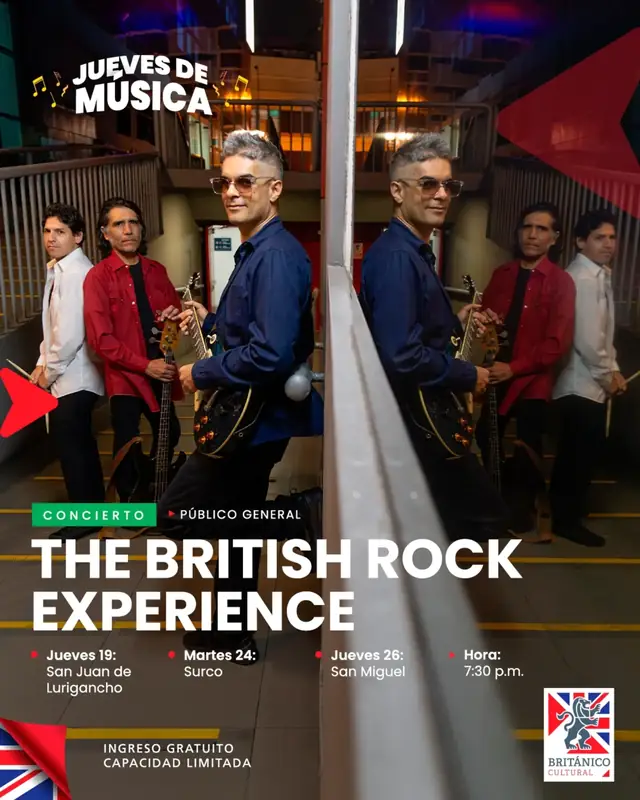 JUEVES DE
MÚSICA
CONCIERTO
PÚBLICO GENERAL
THE BRITISH ROCK
EXPERIENCE
Jueves 19:
San Juan de
Lurigancho
Martes 24:
Surco
Jueves 26:
San Miguel
Hora:
7:30 p.m.
INGRESO GRATUITO
CAPACIDAD LIMITADA
BRITÁNICO
CULTURAL